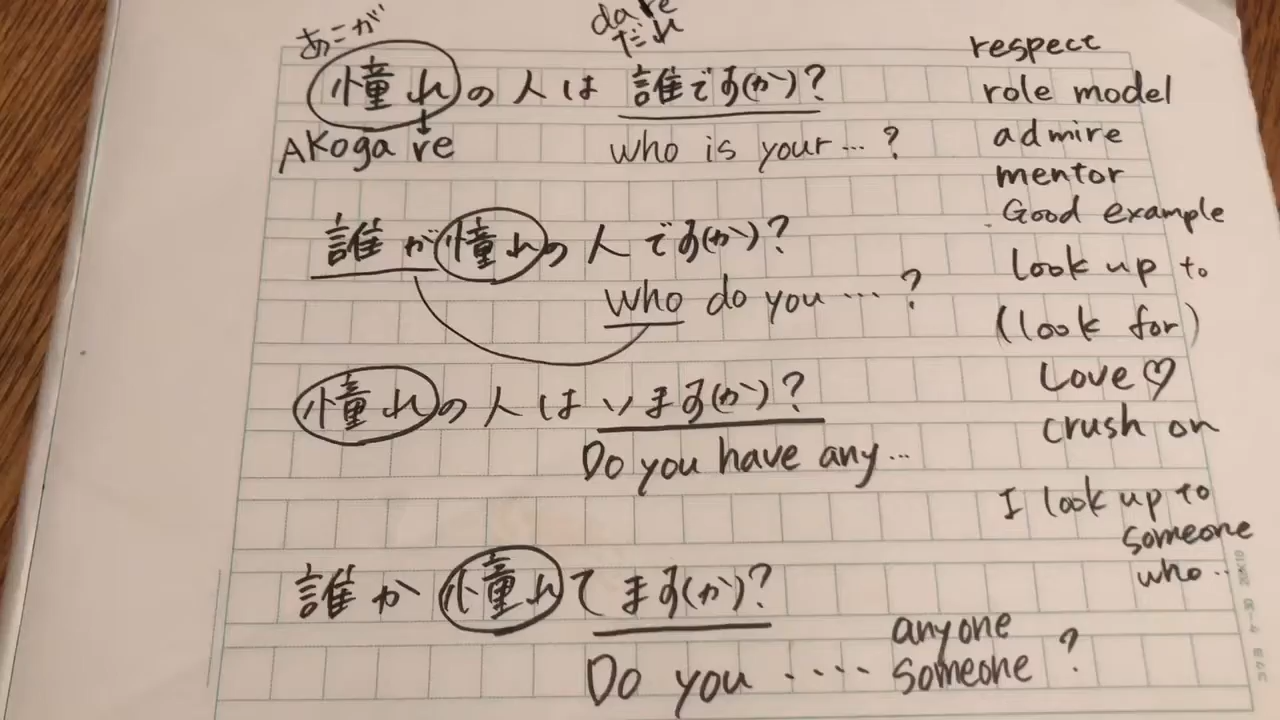 あこが
dare
だれ
憧れの人は 誰ですか(か)?
AKogare
who is your...?
誰が憧れの人ですか(か)?
who do you ...?
憧れの人はいます(か)?
Do you have any...
誰か憧れてます(か)?
Do you .... anyone someone?
respect
role model
admire
mentor
Good example
Look up to
(look for)
Love♡
crush on
I look up to
someone
who..